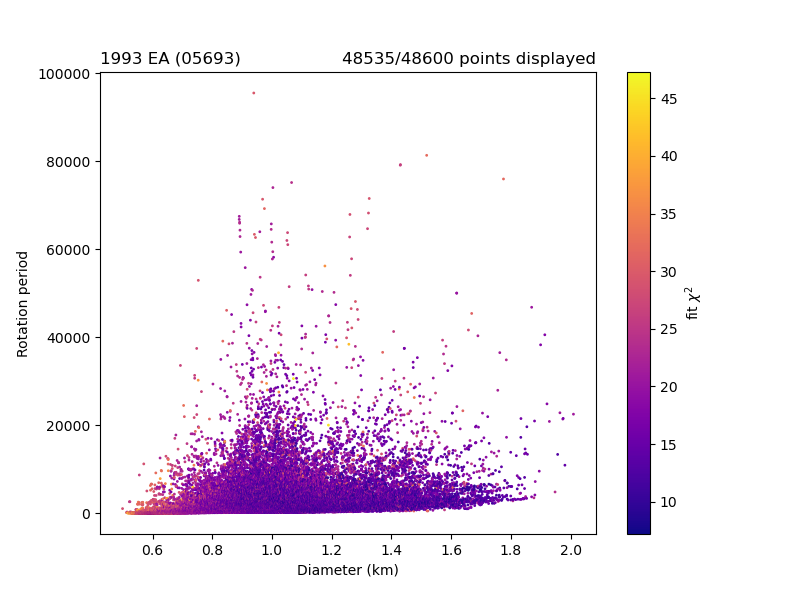 1993 EA (05693)
48535/48600 points displayed
100000
80000
60000
40000
20000
0
Rotation period
0.6 0.8 1.0 1.2 1.4 1.6 1.8 2.0
Diameter (km)
45
40
35
30
25
20
15
10
fit χ²